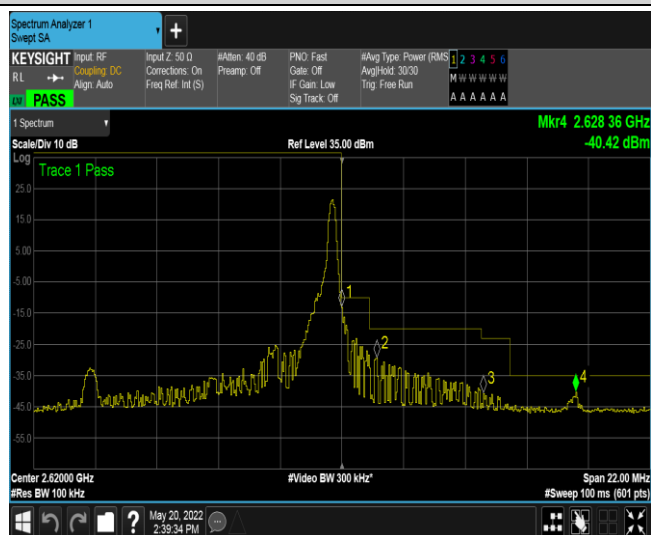 Spectrum Analyzer 1
Swept SA
KEYSIGHT Input: RF Input Z: 50 Ω #Atten: 40 dB PNO: Fast #Avg Type: Power (RMS 1 2 3 4 5 6
RL Coupling: DC Corrections: On Preamp: Off Gate: Off Avg|Hold: 30/30 M W W W W W
Align: Auto Freq Ref: Int (S) IF Gain: Low Trig: Free Run
PASS Sig Track: Off A A A A A A
1 Spectrum Mkr4 2.628 36 GHz
Scale/Div 10 dB Ref Level 35.00 dBm -40.42 dBm
Log
Trace 1 Pass
25.0
15.0
5.00
-5.00
1
-15.0
2
-25.0
3 4
-35.0
-45.0
-55.0
Center 2.62000 GHz #Video BW 300 kHz* Span 22.00 MHz
#Res BW 100 kHz #Sweep 100 ms (601 pts)
? May 20, 2022
2:39:34 PM